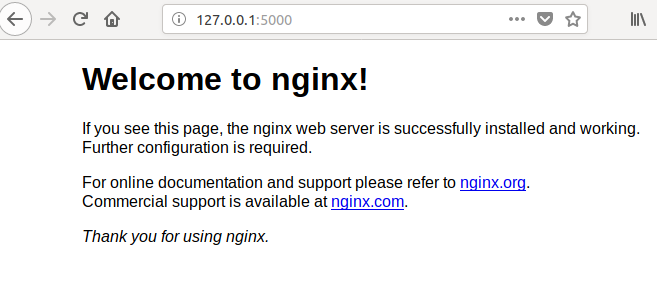 127.0.0.1:5000
Welcome to nginx!
If you see this page, the nginx web server is successfully installed and working.
Further configuration is required.
For online documentation and support please refer to nginx.org.
Commercial support is available at nginx.com.
Thank you for using nginx.